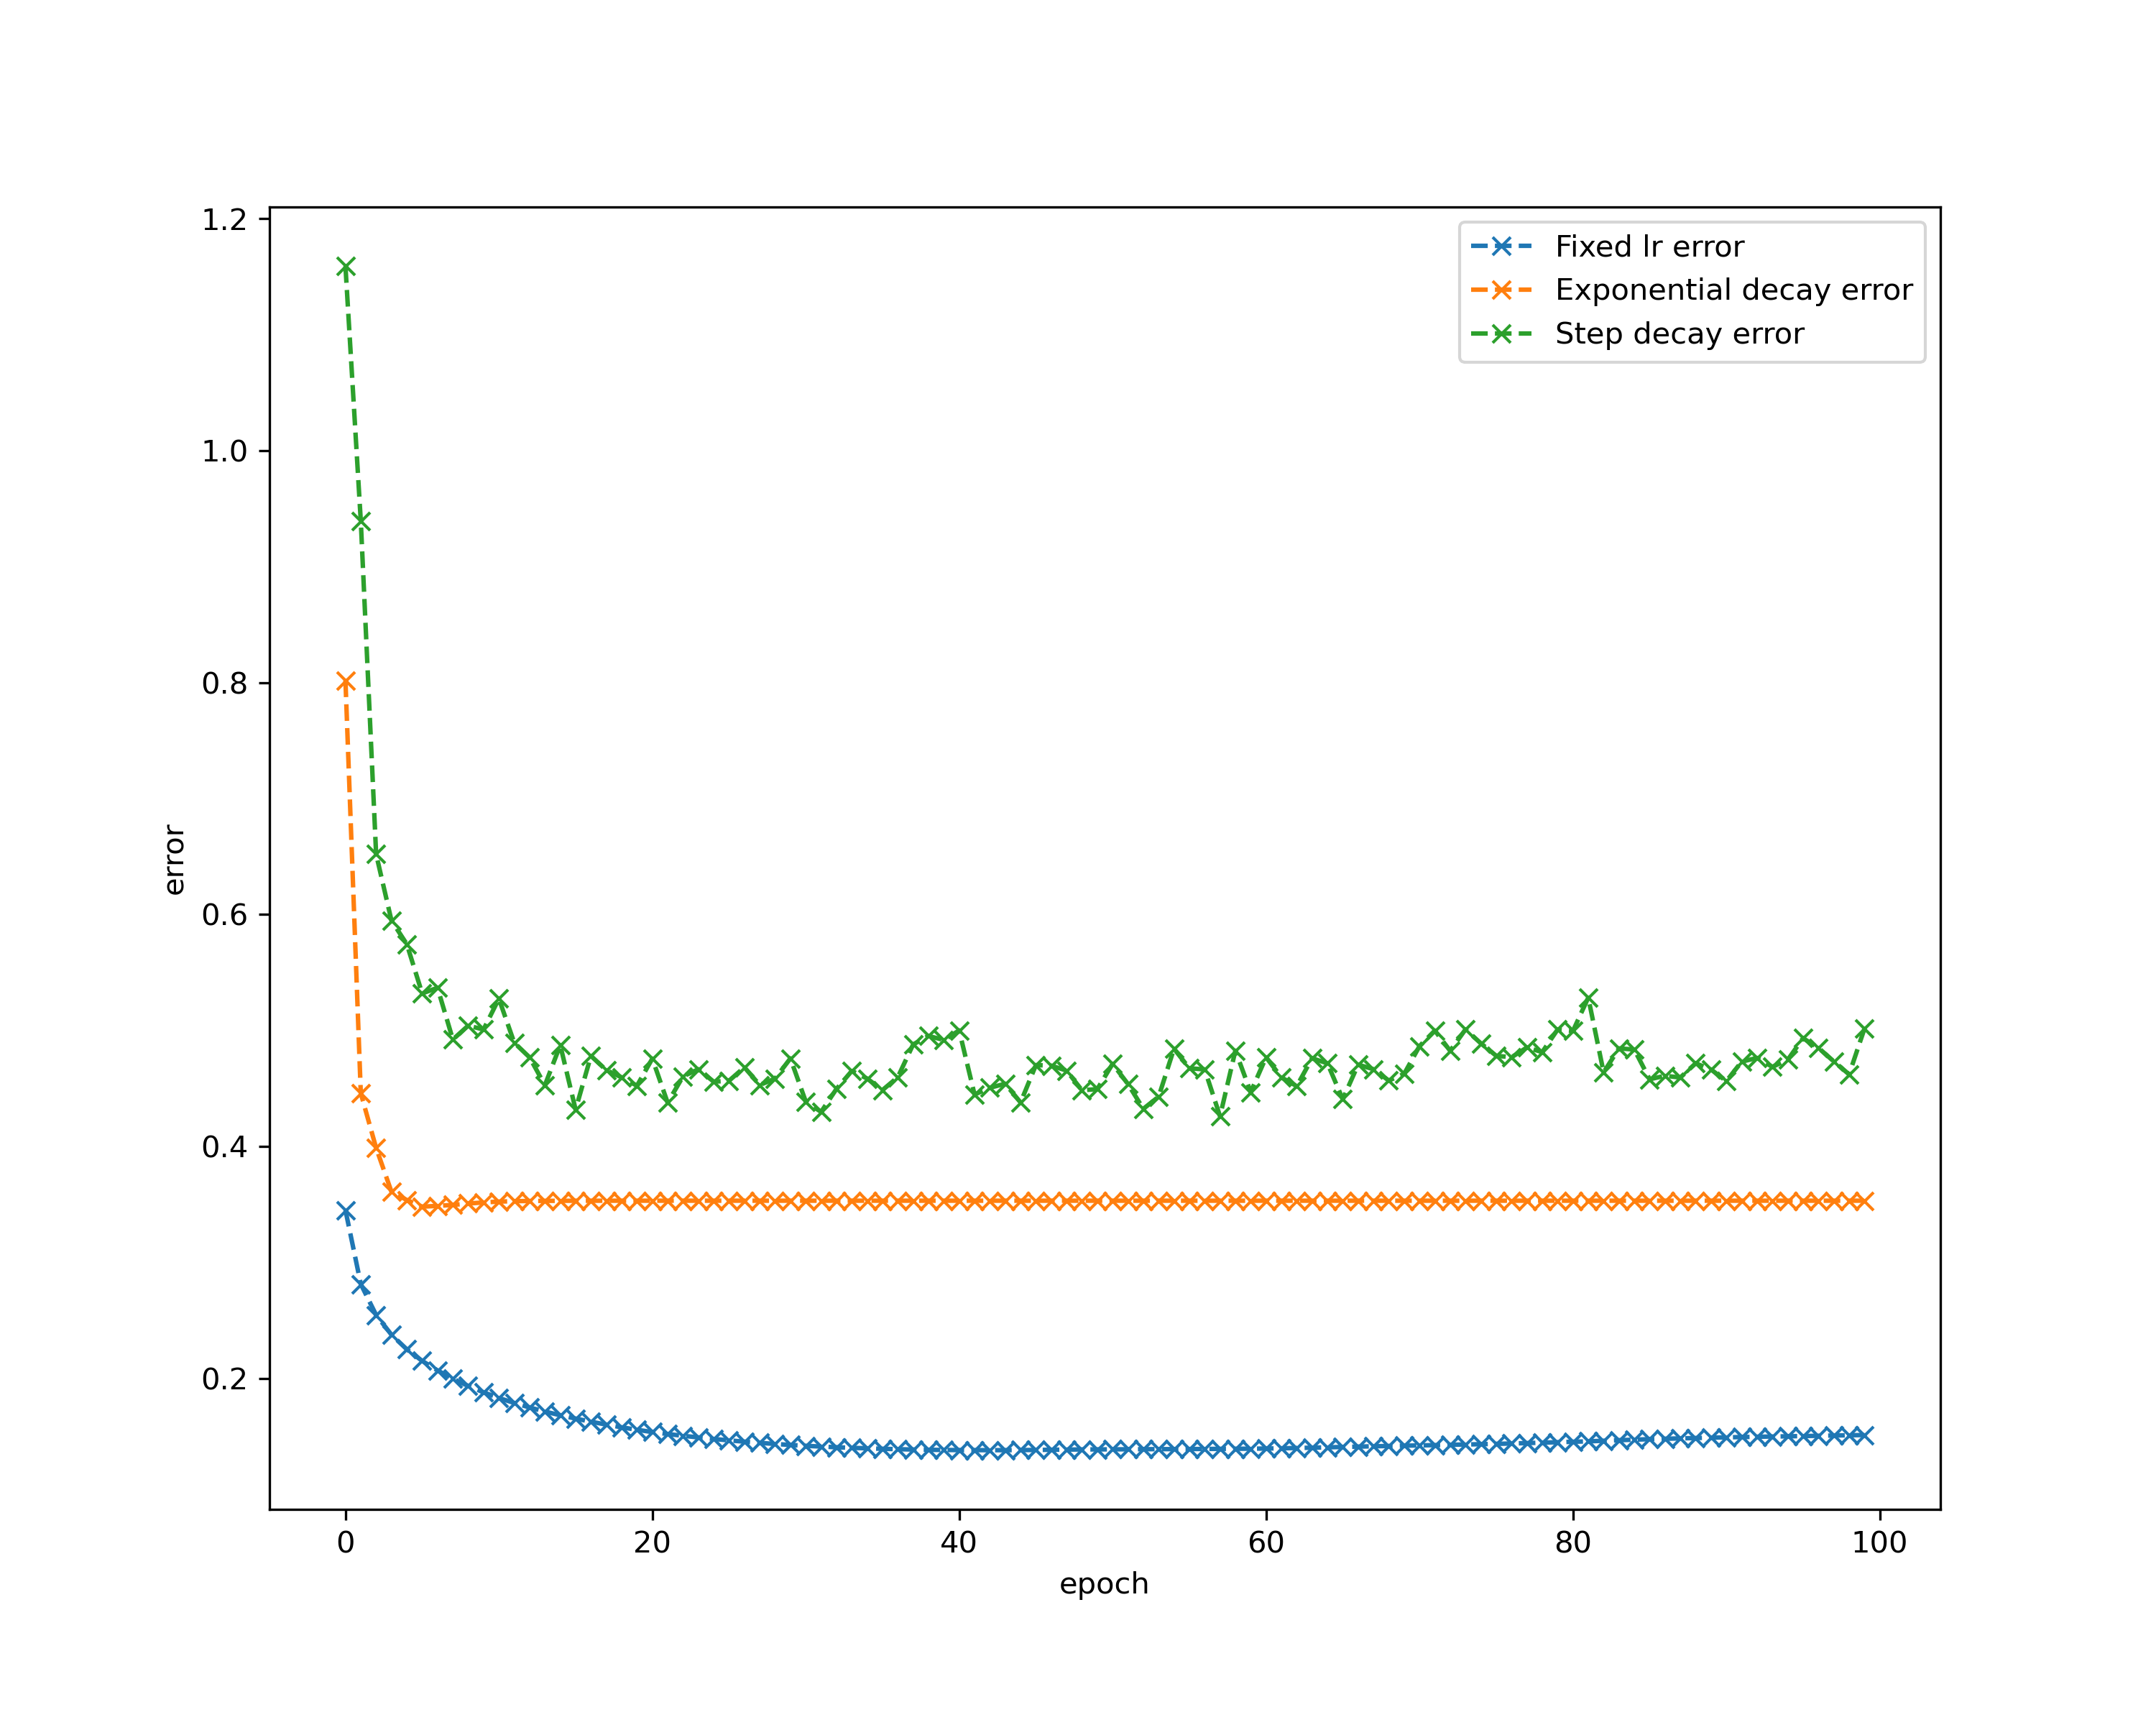 1.2
1.0
0.8
0.6
0.4
0.2
error
Fixed lr error
Exponential decay error
Step decay error
0 20 40 60 80 100
epoch